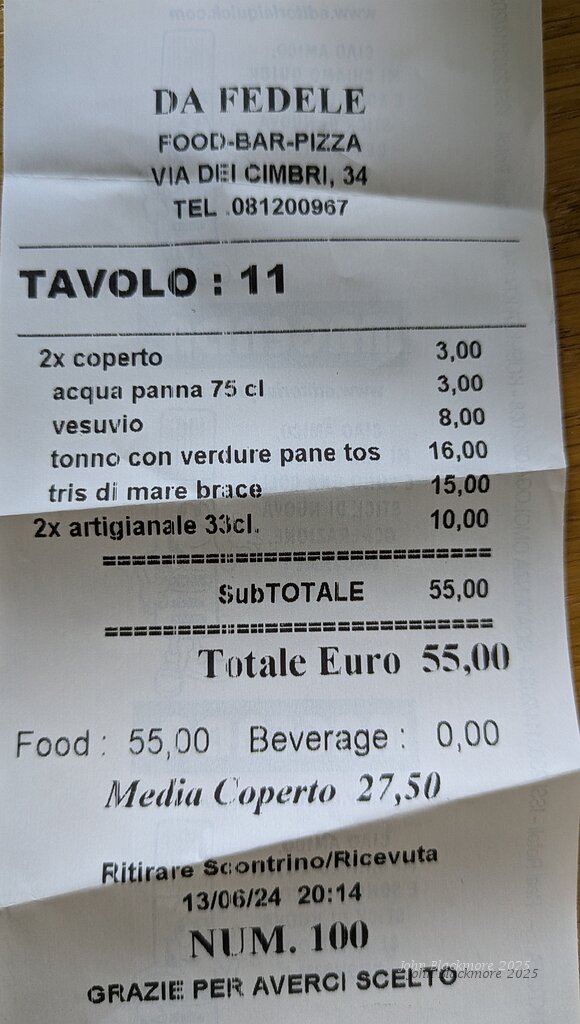 DA FEDELE
FOOD-BAR-PIZZA
VIA DEI CIMBRI, 34
TEL .081200967
TAVOLO : 11
2x coperto 3,00
acqua panna 75 cl 3,00
vesuvio 8,00
tonno con verdure pane tos 16,00
tris di mare brace 15,00
2x artigianale 33cl. 10,00
SubTOTALE 55,00
Totale Euro 55,00
Food : 55,00 Beverage : 0,00
Media Coperto 27,50
Ritirare Scontrino/Ricevuta
13/06/24 20:14
NUM. 100
GRAZIE PER AVERCI SCELTO
John Blackmore 2025